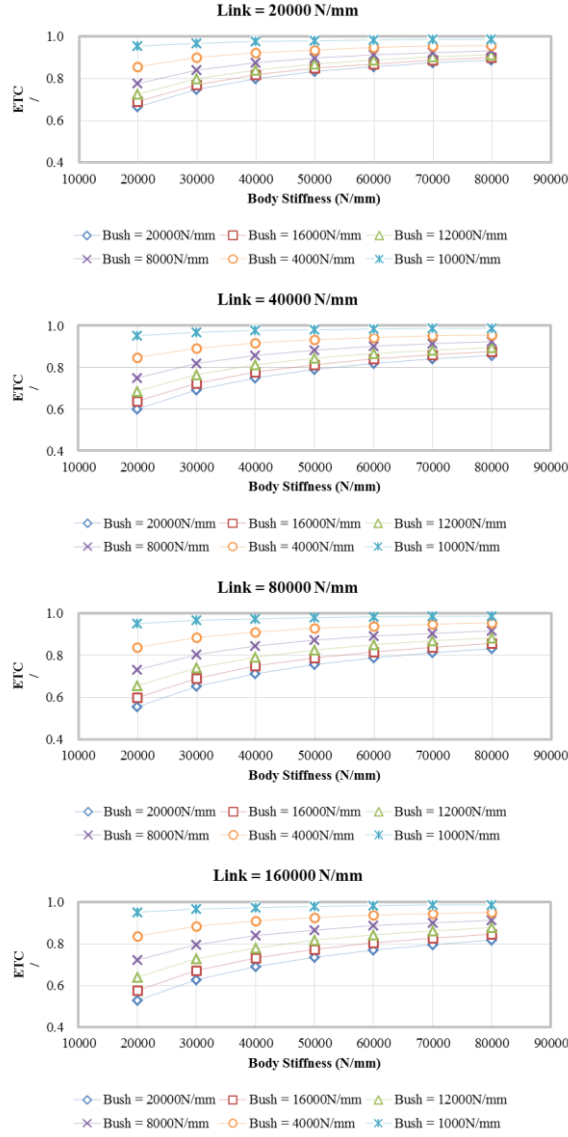 Link = 20000 N/mm
1.0
0.8
0.6
0.4
ETC
/
10000 20000 30000 40000 50000 60000 70000 80000 90000
Body Stiffness (N/mm)
Bush = 20000N/mm Bush = 16000N/mm Bush = 12000N/mm
Bush = 8000N/mm Bush = 4000N/mm Bush = 1000N/mm
Link = 40000 N/mm
1.0
0.8
0.6
0.4
ETC
/
10000 20000 30000 40000 50000 60000 70000 80000 90000
Body Stiffness (N/mm)
Bush = 20000N/mm Bush = 16000N/mm Bush = 12000N/mm
Bush = 8000N/mm Bush = 4000N/mm Bush = 1000N/mm
Link = 80000 N/mm
1.0
0.8
0.6
0.4
ETC
/
10000 20000 30000 40000 50000 60000 70000 80000 90000
Body Stiffness (N/mm)
Bush = 20000N/mm Bush = 16000N/mm Bush = 12000N/mm
Bush = 8000N/mm Bush = 4000N/mm Bush = 1000N/mm
Link = 160000 N/mm
1.0
0.8
0.6
0.4
ETC
/
10000 20000 30000 40000 50000 60000 70000 80000 90000
Body Stiffness (N/mm)
Bush = 20000N/mm Bush = 16000N/mm Bush = 12000N/mm
Bush = 8000N/mm Bush = 4000N/mm Bush = 1000N/mm